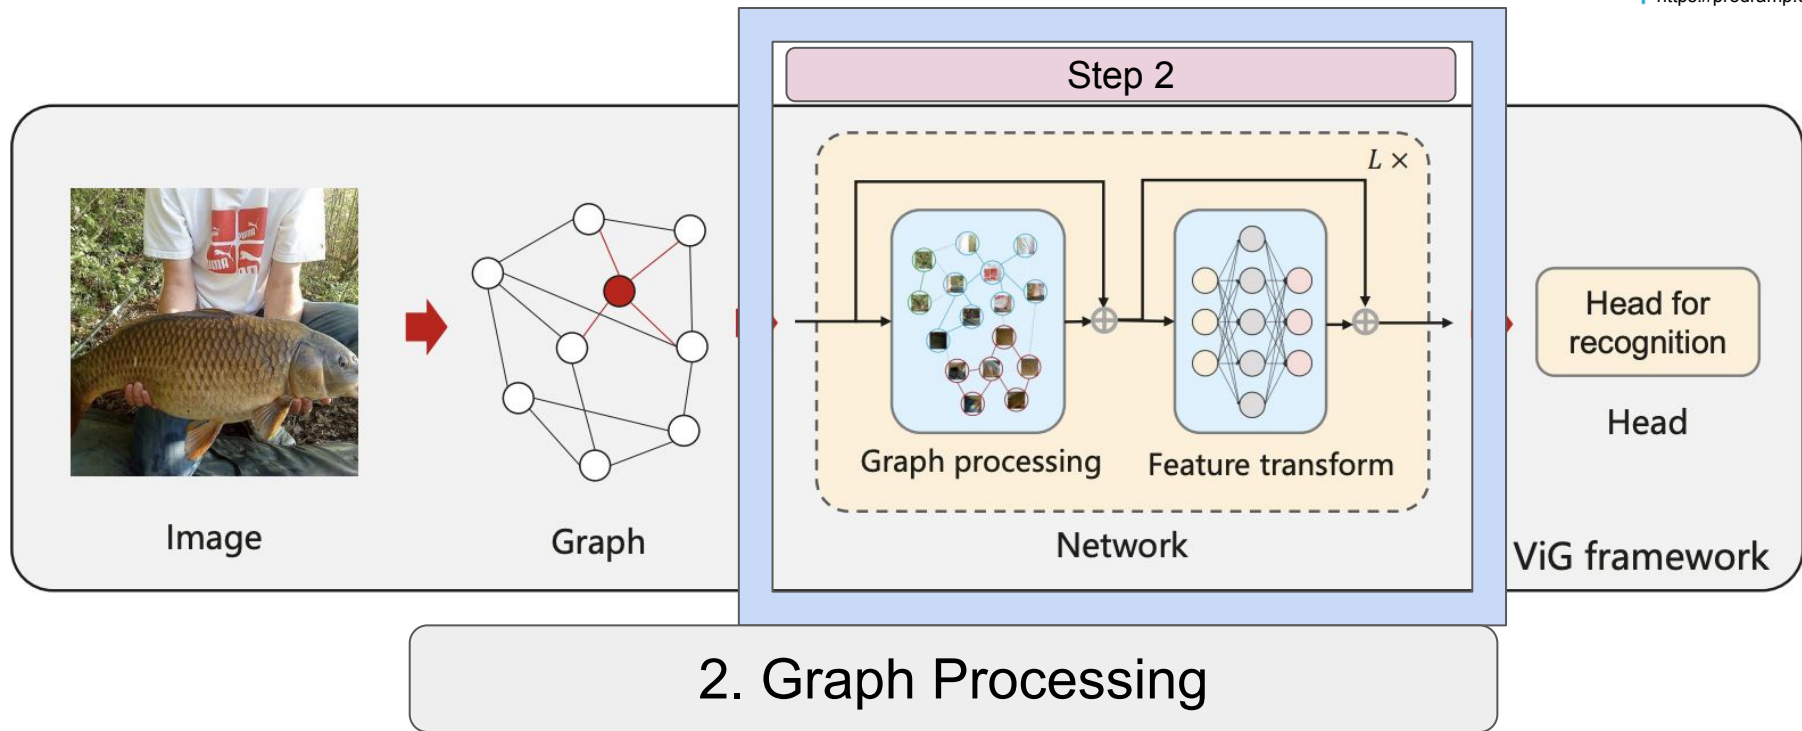 Step 2
L ×
Graph processing
Feature transform
Head for
recognition
Head
Image
Graph
Network
ViG framework
2. Graph Processing